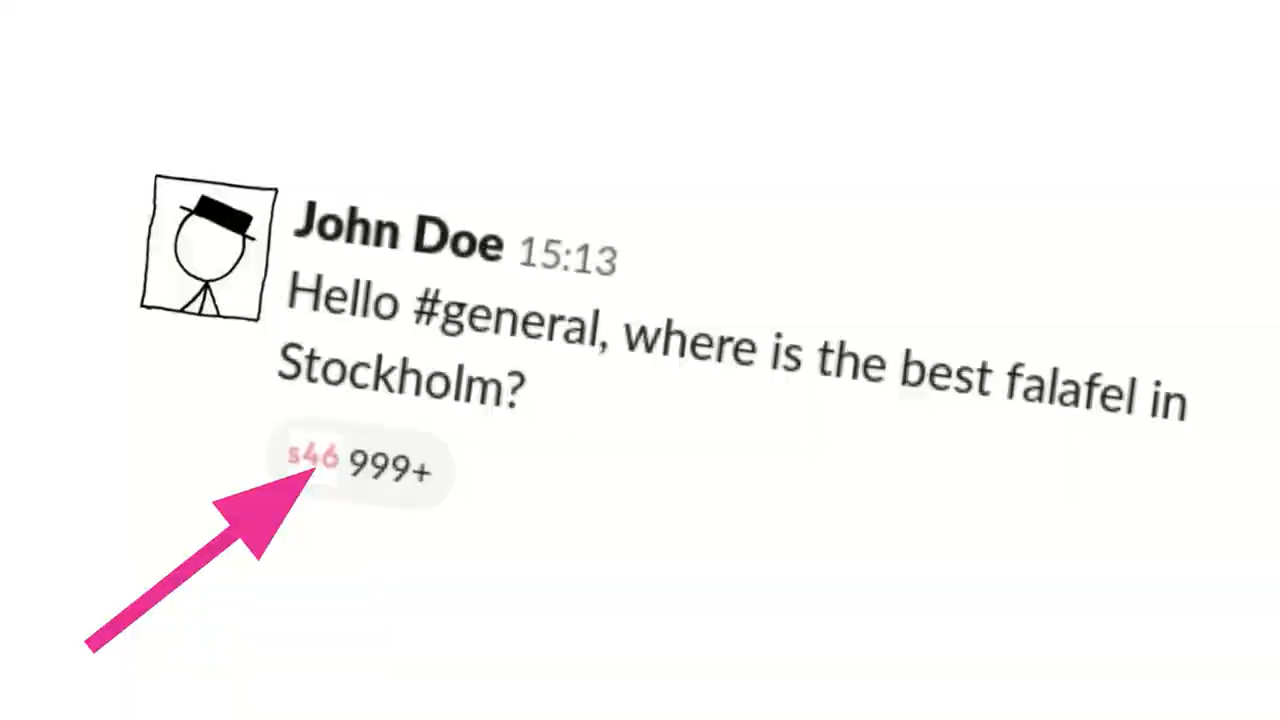 John Doe 15:13
Hello #general, where is the best falafel in
Stockholm?
s46 999+